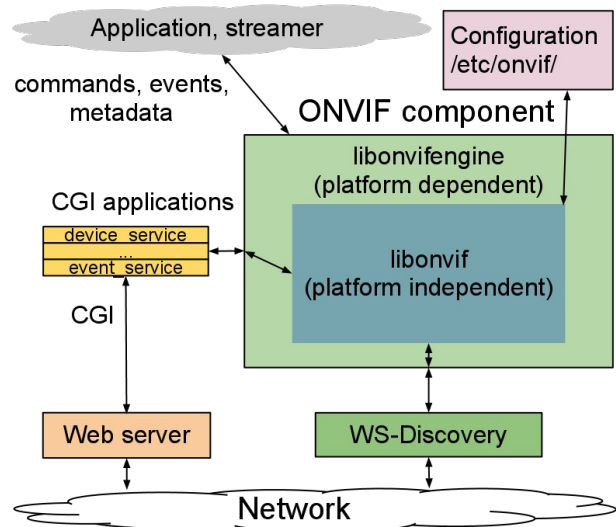 Application, streamer
Configuration
/etc/onvif/
commands, events,
metadata
ONVIF component
libonvifengine
(platform dependent)
CGI applications
device_service
...
event_service
libonvif
(platform independent)
CGI
Web server
WS-Discovery
Network